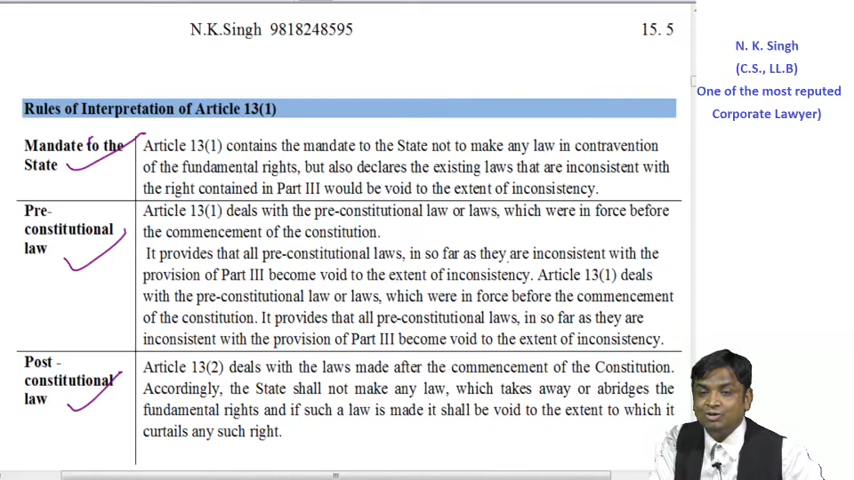 N.K.Singh 9818248595 15. 5
N. K. Singh
(C.S., LL.B)
One of the most reputed
Corporate Lawyer)
Rules of Interpretation of Article 13(1)
Mandate to the
State
Article 13(1) contains the mandate to the State not to make any law in contravention
of the fundamental rights, but also declares the existing laws that are inconsistent with
the right contained in Part III would be void to the extent of inconsistency.
Pre-
constitutional
law
Article 13(1) deals with the pre-constitutional law or laws, which were in force before
the commencement of the constitution.
It provides that all pre-constitutional laws, in so far as they are inconsistent with the
provision of Part III become void to the extent of inconsistency. Article 13(1) deals
with the pre-constitutional law or laws, which were in force before the commencement
of the constitution. It provides that all pre-constitutional laws, in so far as they are
inconsistent with the provision of Part III become void to the extent of inconsistency.
Post -
constitutional
law
Article 13(2) deals with the laws made after the commencement of the Constitution.
Accordingly, the State shall not make any law, which takes away or abridges the
fundamental rights and if such a law is made it shall be void to the extent to which it
curtails any such right.